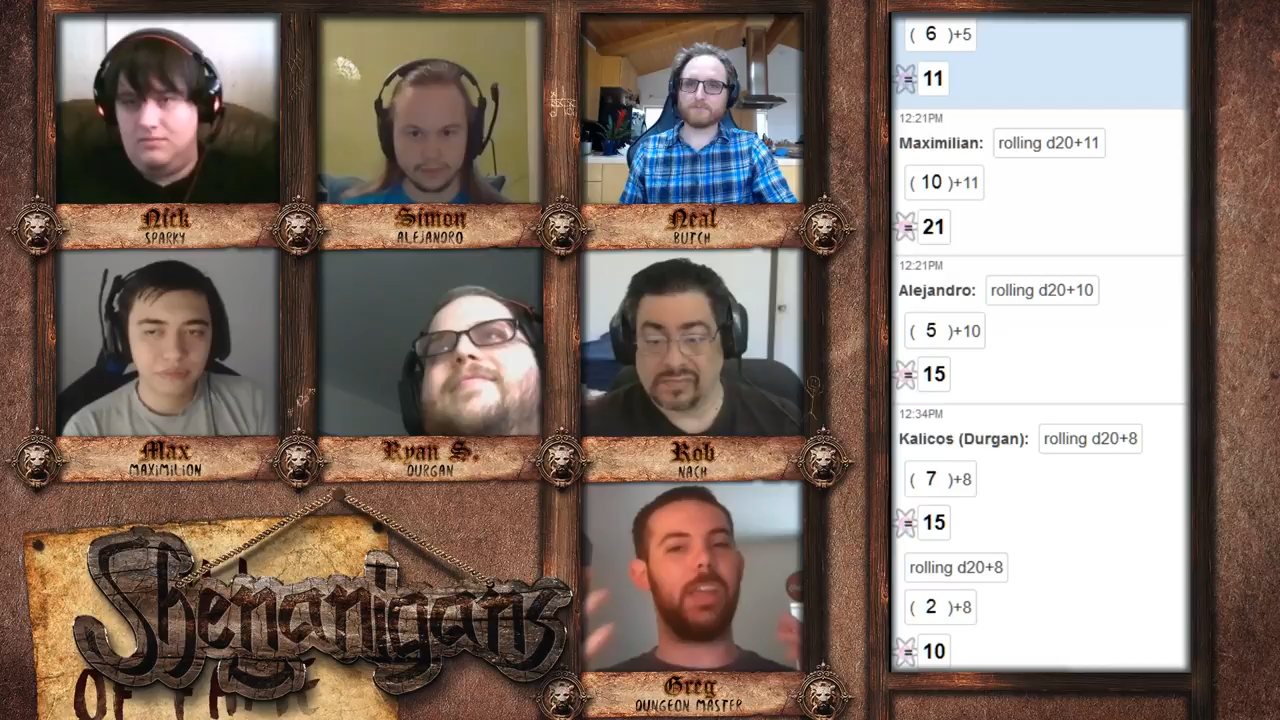 Nick
SPARKY
Simon
ALEJANDRO
Neal
BUTCH
Max
MAXIMILION
Ryan S.
DURGAN
Rob
NACH
Shenanigans
OF
Greg
DUNGEON MASTER
( 6 )+5
= 11
12:21PM
Maximilian: rolling d20+11
( 10 )+11
= 21
12:21PM
Alejandro: rolling d20+10
( 5 )+10
= 15
12:34PM
Kalicos (Durgan): rolling d20+8
( 7 )+8
= 15
rolling d20+8
( 2 )+8
= 10